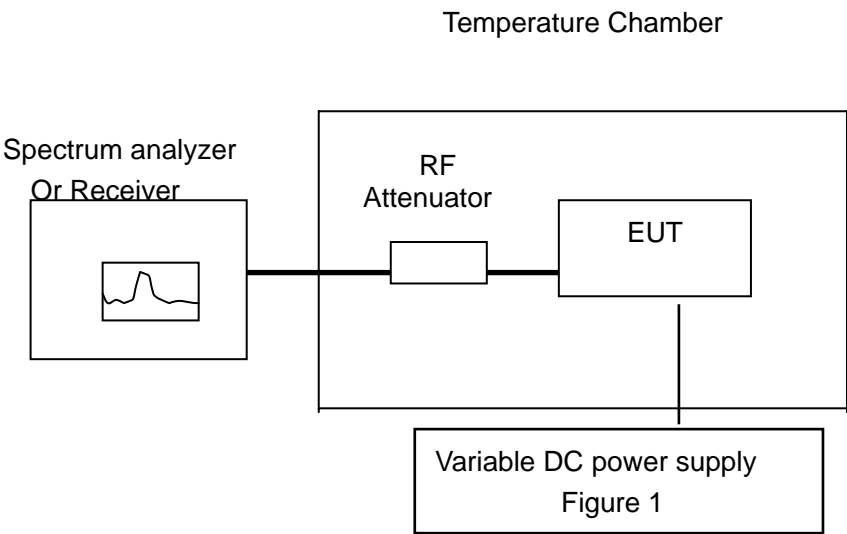 Temperature Chamber
Spectrum analyzer
Or Receiver
RF
Attenuator
EUT
Variable DC power supply
Figure 1